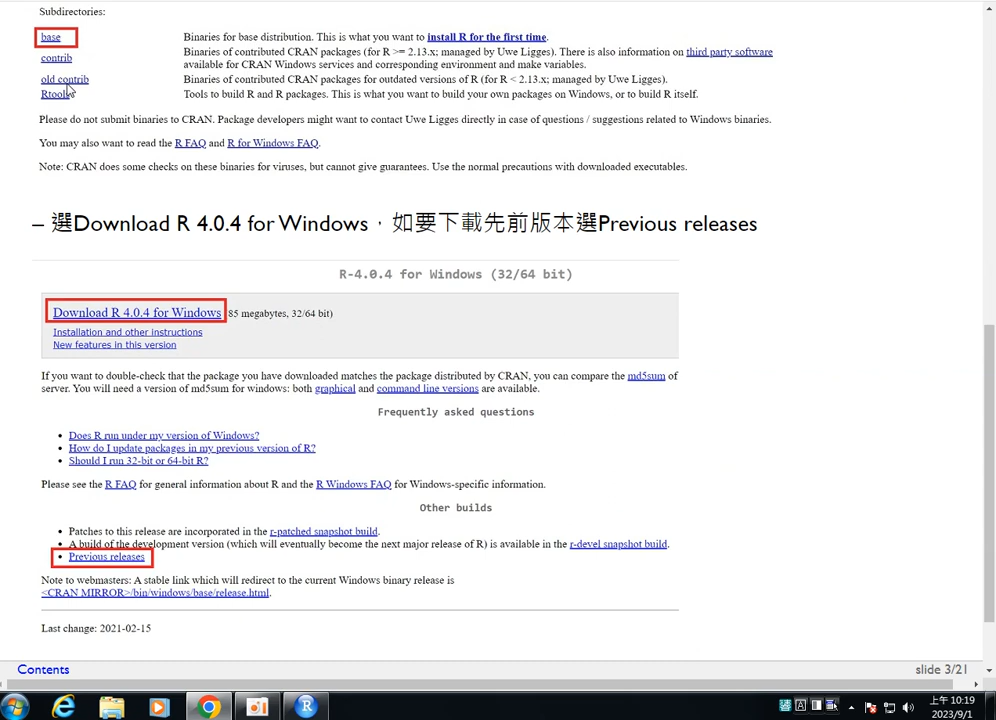 Subdirectories:
base Binaries for base distribution. This is what you want to install R for the first time.
contrib Binaries of contributed CRAN packages (for R >= 2.13.x; managed by Uwe Ligges). There is also information on third party software
available for CRAN Windows services and corresponding environment and make variables.
old contrib Binaries of contributed CRAN packages for outdated versions of R (for R < 2.13.x; managed by Uwe Ligges).
Rtools Tools to build R and R packages. This is what you want to build your own packages on Windows, or to build R itself.
Please do not submit binaries to CRAN. Package developers might want to contact Uwe Ligges directly in case of questions / suggestions related to Windows binaries.
You may also want to read the R FAQ and R for Windows FAQ.
Note: CRAN does some checks on these binaries for viruses, but cannot give guarantees. Use the normal precautions with downloaded executables.
– 選Download R 4.0.4 for Windows，如要下載先前版本選Previous releases
R-4.0.4 for Windows (32/64 bit)
Download R 4.0.4 for Windows 85 megabytes, 32/64 bit)
Installation and other instructions
New features in this version
If you want to double-check that the package you have downloaded matches the package distributed by CRAN, you can compare the md5sum of
server. You will need a version of md5sum for windows: both graphical and command line versions are available.
Frequently asked questions
• Does R run under my version of Windows?
• How do I update packages in my previous version of R?
• Should I run 32-bit or 64-bit R?
Please see the R FAQ for general information about R and the R Windows FAQ for Windows-specific information.
Other builds
• Patches to this release are incorporated in the r-patched snapshot build.
• A build of the development version (which will eventually become the next major release of R) is available in the r-devel snapshot build.
• Previous releases
Note to webmasters: A stable link which will redirect to the current Windows binary release is
<CRAN MIRROR>/bin/windows/base/release.html.
Last change: 2021-02-15
Contents slide 3/21
上午 10:19
2023/9/1